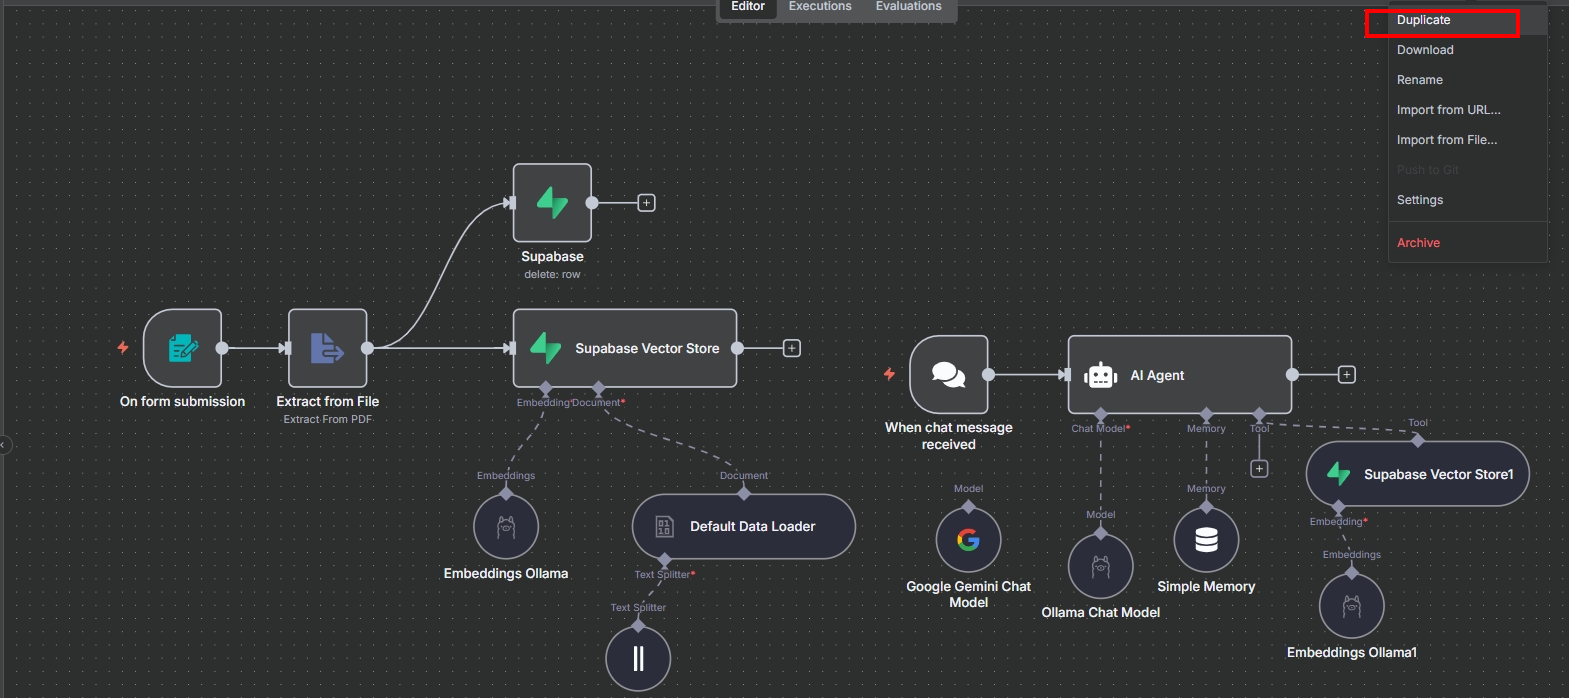 Editor
Executions
Evaluations
Duplicate
Download
Rename
Import from URL...
Import from File...
Push to Git
Settings
Archive
Supabase
delete: row
On form submission
Extract from File
Extract From PDF
Supabase Vector Store
Embedding*
Document*
Embeddings
Embeddings Ollama
Document
Default Data Loader
Text Splitter*
Text Splitter
When chat message
received
AI Agent
Chat Model*
Memory
Tool
Tool
Supabase Vector Store1
Embedding*
Embeddings
Embeddings Ollama1
Model
Google Gemini Chat
Model
Model
Ollama Chat Model
Memory
Simple Memory